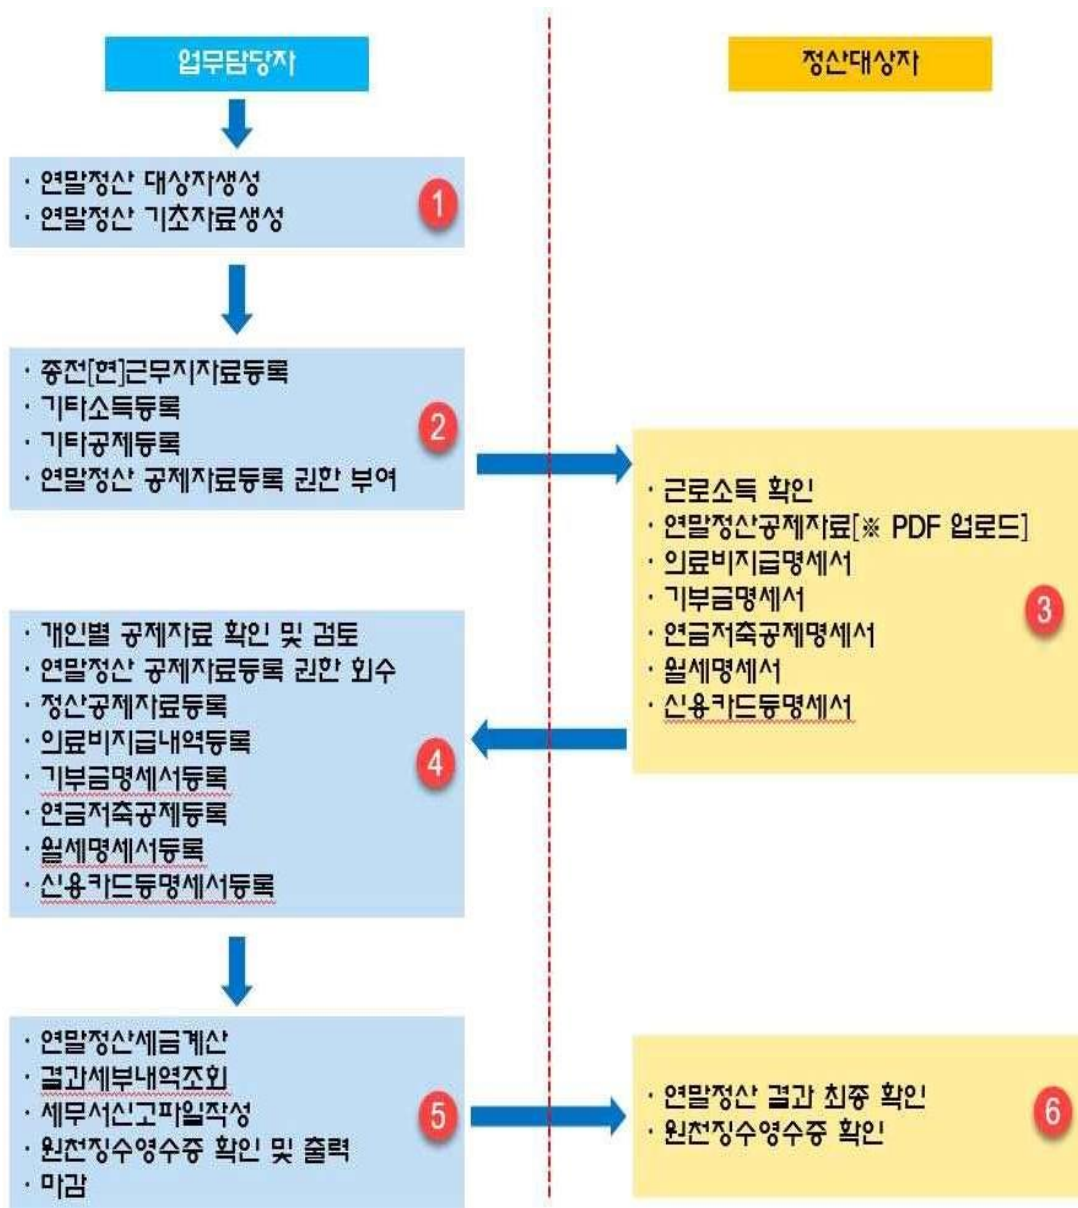 업무담당자
정산대상자
· 연말정산 대상자생성
· 연말정산 기초자료생성
1
· 종전[현]근무지자료등록
· 기타소득등록
· 기타공제등록
· 연말정산 공제자료등록 권한 부여
2
· 근로소득 확인
· 연말정산공제자료[※ PDF 업로드]
· 의료비지급명세서
· 기부금명세서
· 연금저축공제명세서
· 월세명세서
· 신용카드등명세서
3
· 개인별 공제자료 확인 및 검토
· 연말정산 공제자료등록 권한 회수
· 정산공제자료등록
· 의료비지급내역등록
· 기부금명세서등록
· 연금저축공제등록
· 월세명세서등록
· 신용카드등명세서등록
4
· 연말정산세금계산
· 결과세부내역조회
· 세무서신고파일작성
· 원천징수영수증 확인 및 출력
· 마감
5
· 연말정산 결과 최종 확인
· 원천징수영수증 확인
6